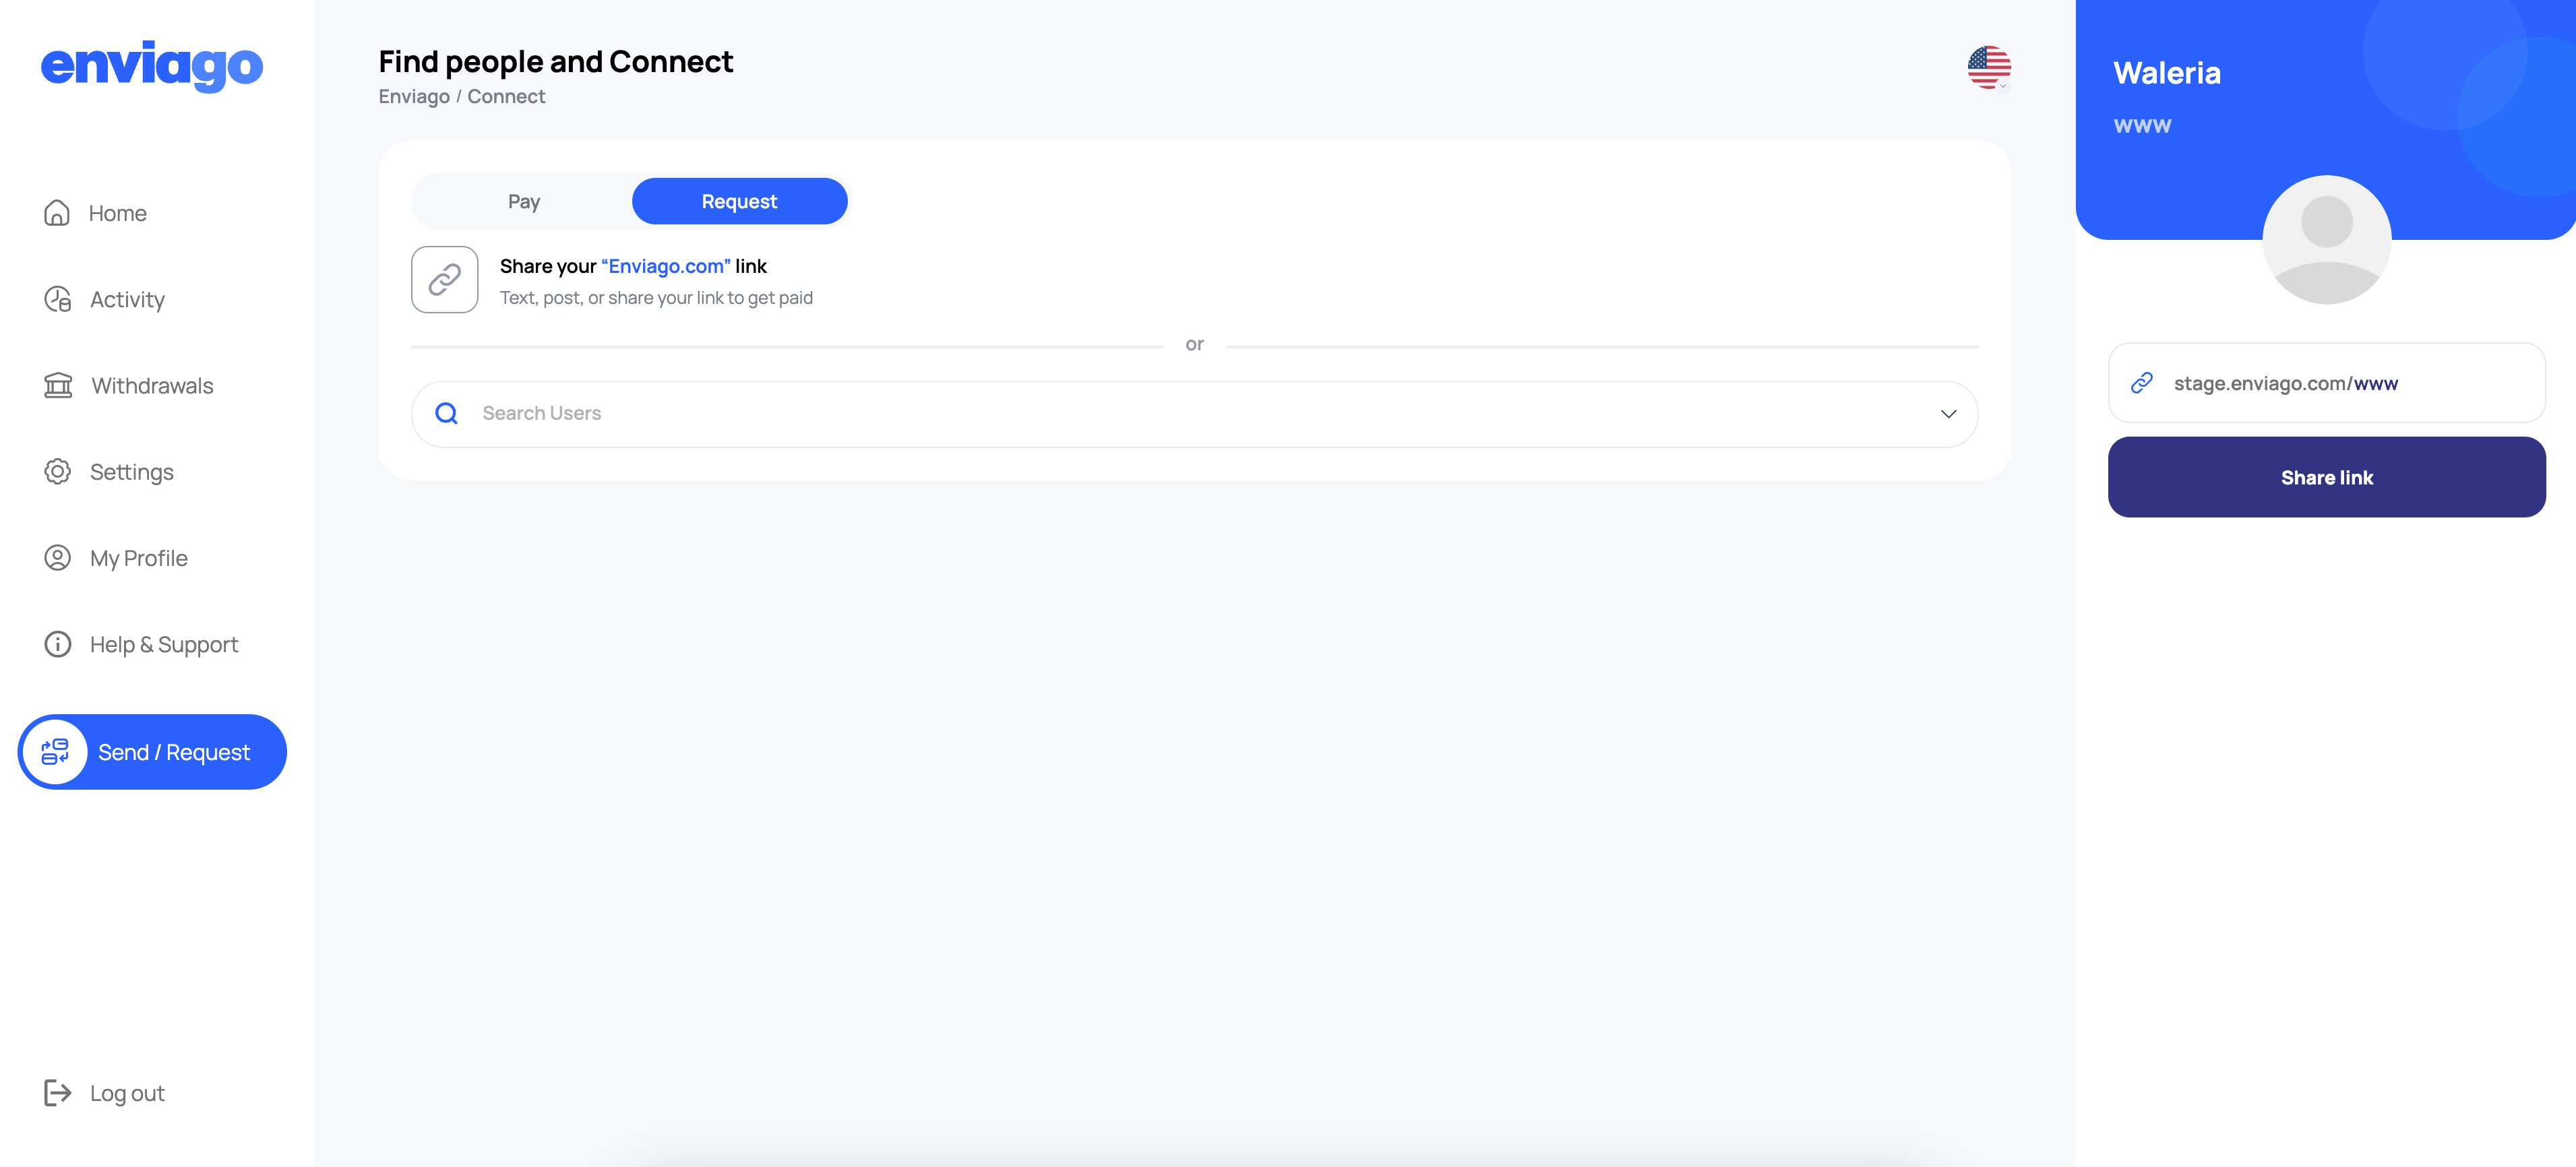 enviago
Home
Activity
Withdrawals
Settings
My Profile
Help & Support
Send / Request
Log out
Find people and Connect
Enviago / Connect
Pay
Request
Share your “Enviago.com” link
Text, post, or share your link to get paid
or
Search Users
Waleria
www
stage.enviago.com/www
Share link